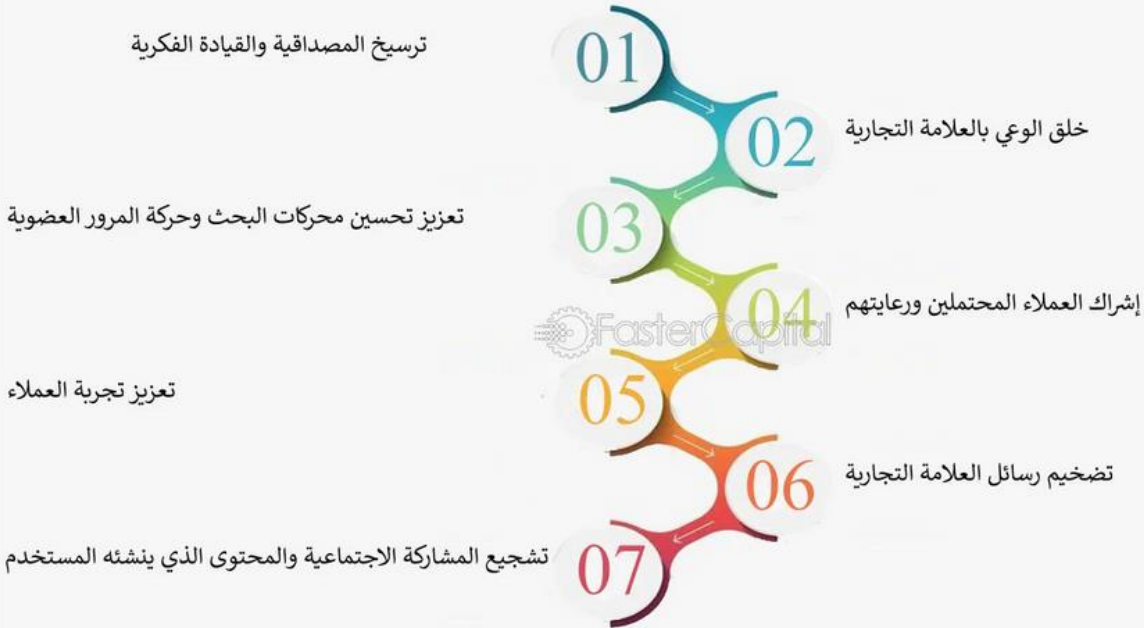 01
ترسيخ المصداقية والقيادة الفكرية
02
خلق الوعي بالعلامة التجارية
03
تعزيز تحسين محركات البحث وحركة المرور العضوية
04
إشراك العملاء المحتملين ورعايتهم
FasterCapital
05
تعزيز تجربة العملاء
06
تضخيم رسائل العلامة التجارية
07
تشجيع المشاركة الاجتماعية والمحتوى الذي ينشئه المستخدم